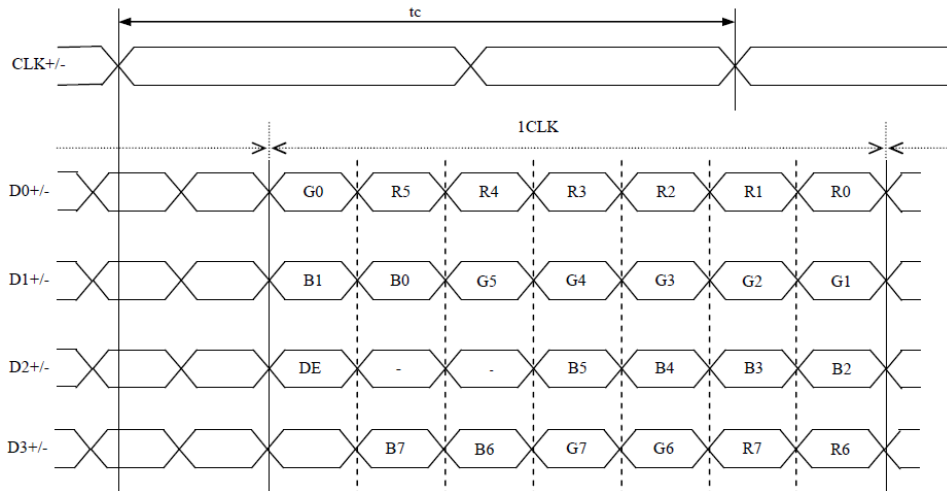 tc
CLK+/-
1CLK
D0+/- G0 R5 R4 R3 R2 R1 R0
D1+/- B1 B0 G5 G4 G3 G2 G1
D2+/- DE - - B5 B4 B3 B2
D3+/- B7 B6 G7 G6 R7 R6